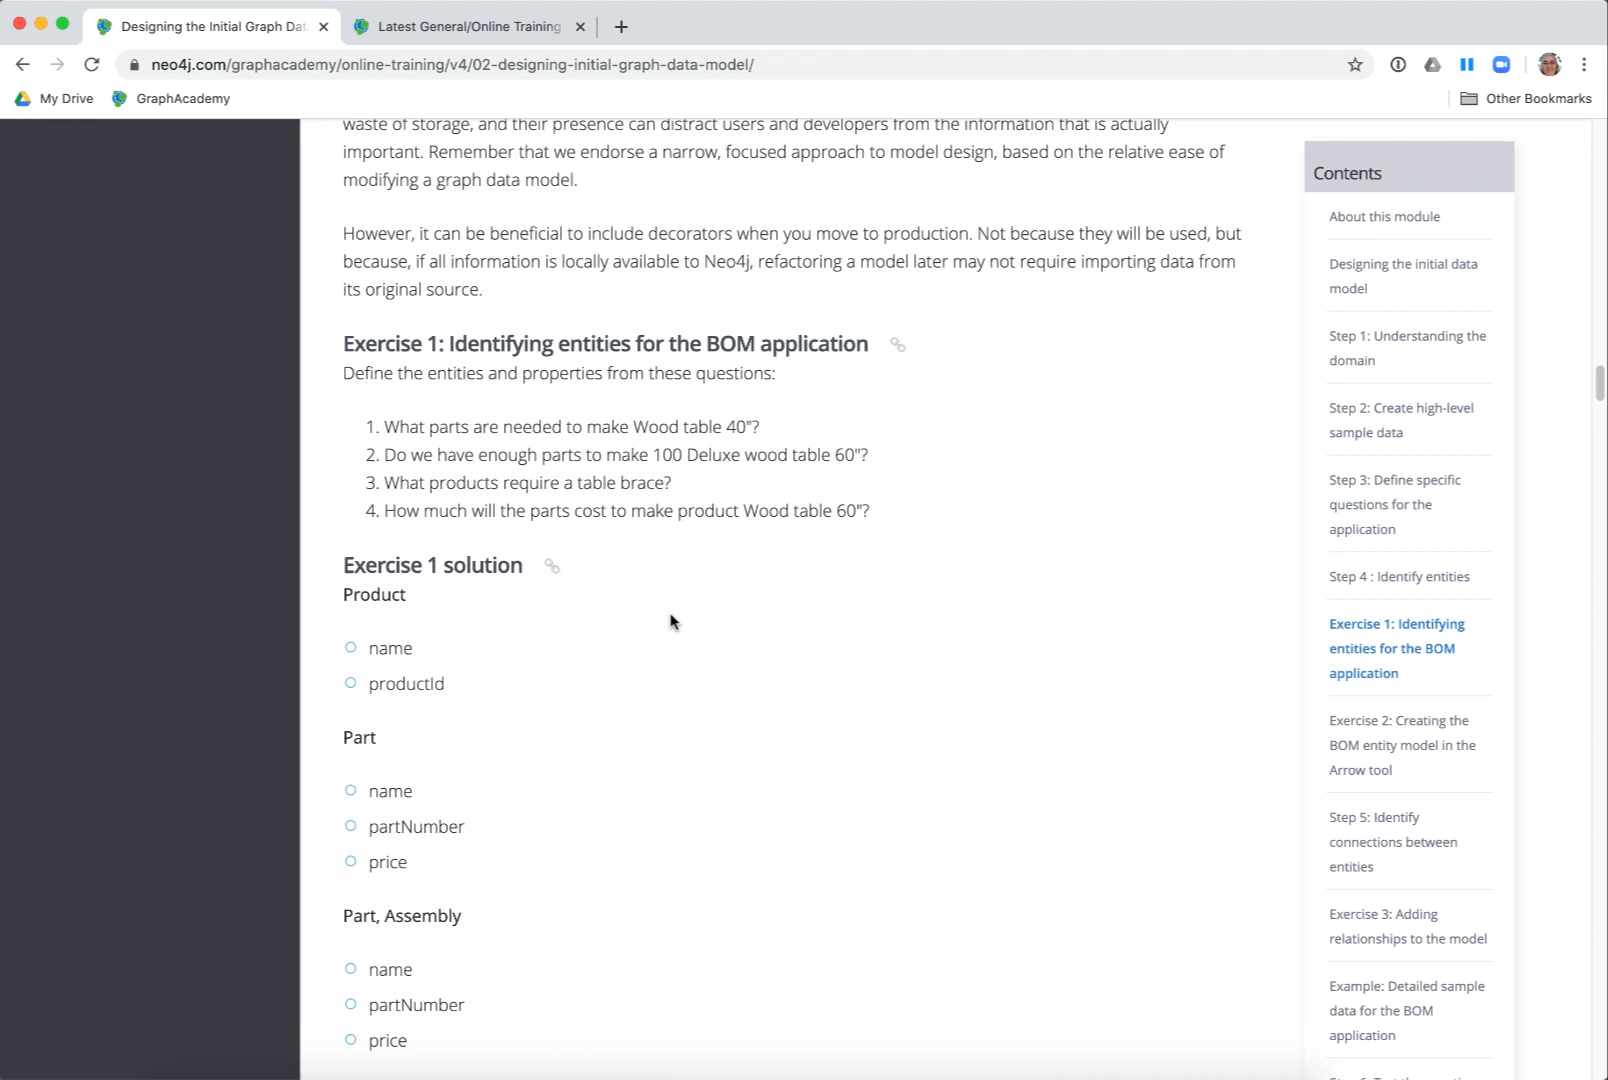 Designing the Initial Graph Dat
Latest General/Online Training
neo4j.com/graphacademy/online-training/v4/02-designing-initial-graph-data-model/
My Drive
GraphAcademy
Other Bookmarks
waste of storage, and their presence can distract users and developers from the information that is actually
important. Remember that we endorse a narrow, focused approach to model design, based on the relative ease of
modifying a graph data model.
However, it can be beneficial to include decorators when you move to production. Not because they will be used, but
because, if all information is locally available to Neo4j, refactoring a model later may not require importing data from
its original source.
Exercise 1: Identifying entities for the BOM application
Define the entities and properties from these questions:
1. What parts are needed to make Wood table 40"?
2. Do we have enough parts to make 100 Deluxe wood table 60"?
3. What products require a table brace?
4. How much will the parts cost to make product Wood table 60"?
Exercise 1 solution
Product
name
productId
Part
name
partNumber
price
Part, Assembly
name
partNumber
price
Contents
About this module
Designing the initial data
model
Step 1: Understanding the
domain
Step 2: Create high-level
sample data
Step 3: Define specific
questions for the
application
Step 4 : Identify entities
Exercise 1: Identifying
entities for the BOM
application
Exercise 2: Creating the
BOM entity model in the
Arrow tool
Step 5: Identify
connections between
entities
Exercise 3: Adding
relationships to the model
Example: Detailed sample
data for the BOM
application